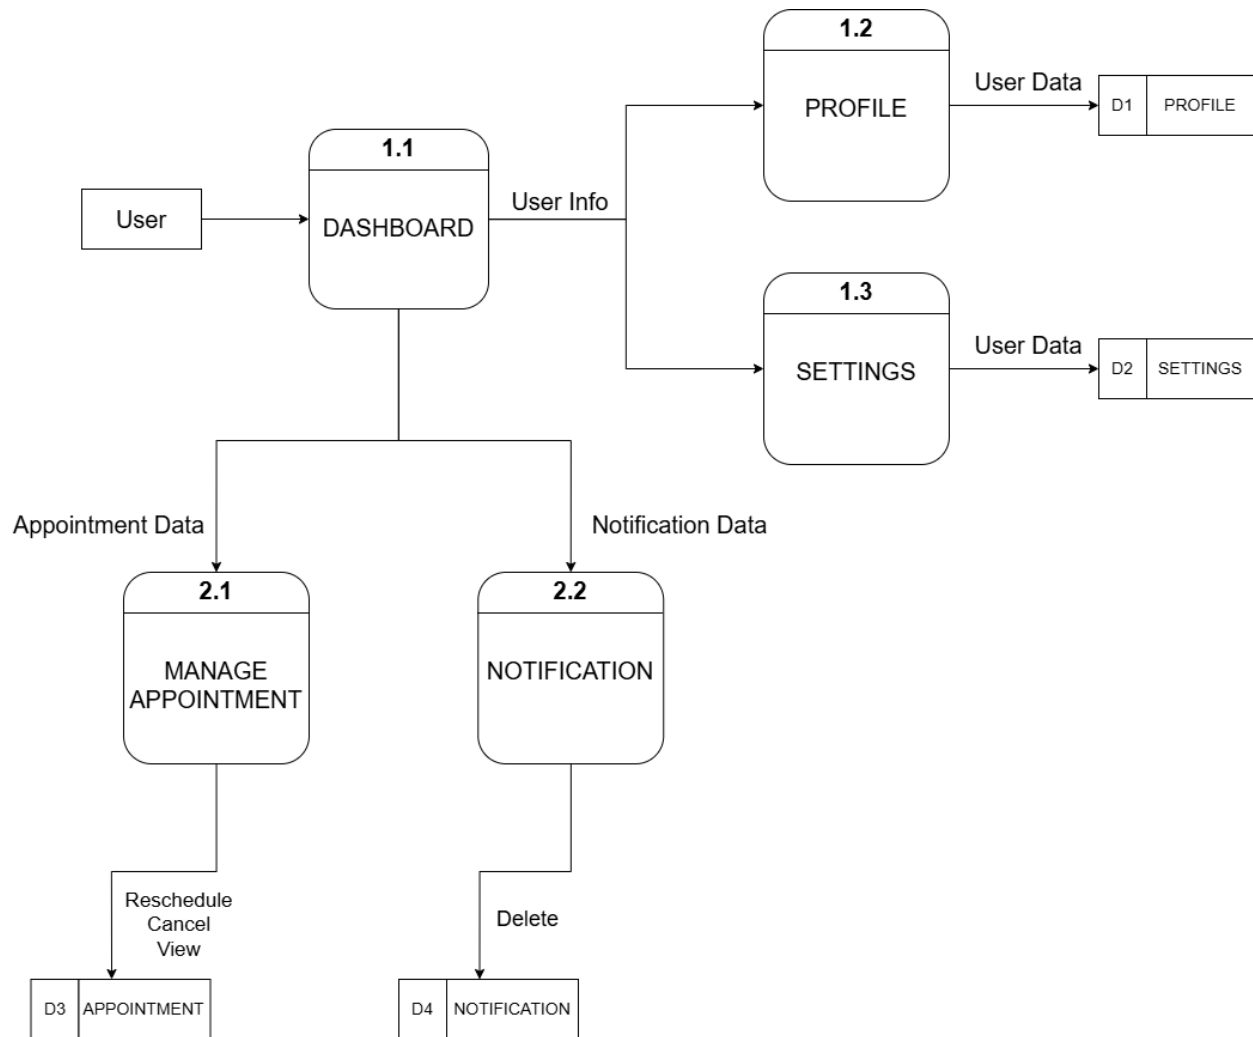 1.2
PROFILE
User Data
D1
PROFILE
1.1
DASHBOARD
User
User Info
1.3
SETTINGS
User Data
D2
SETTINGS
Appointment Data
Notification Data
2.1
MANAGE
APPOINTMENT
2.2
NOTIFICATION
Reschedule
Cancel
View
Delete
D3
APPOINTMENT
D4
NOTIFICATION